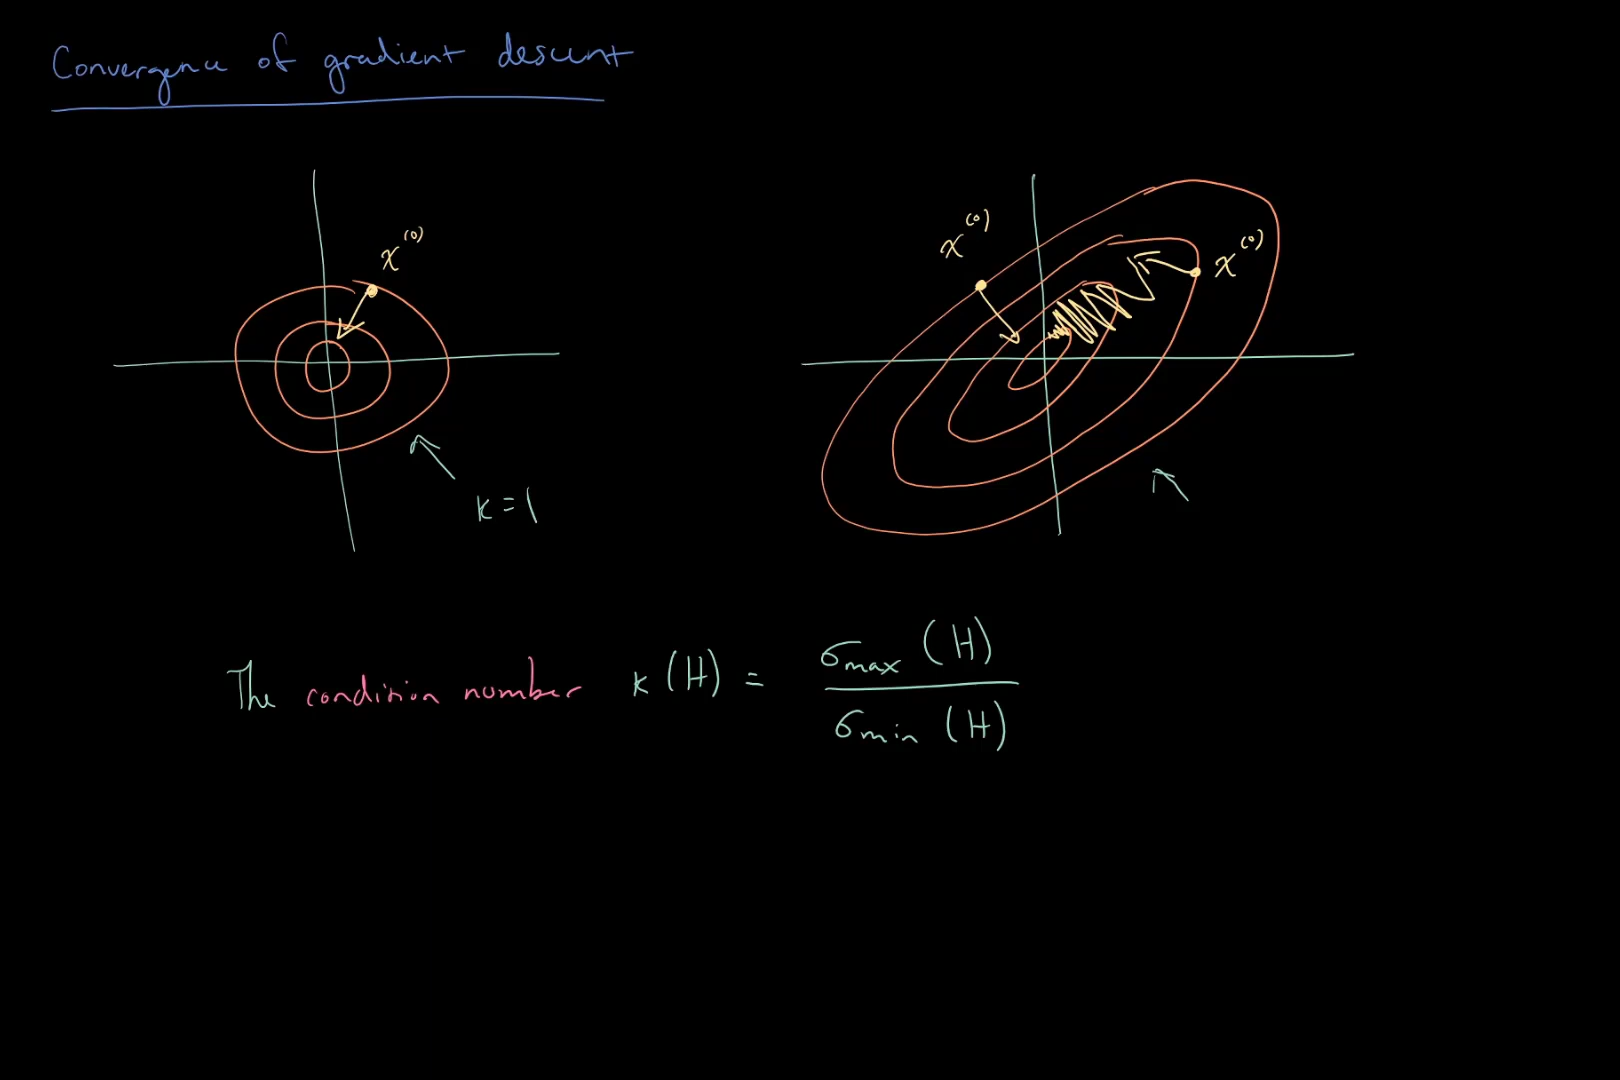 Convergence of gradient descent
x^(0)
x^(0)
x^(0)
κ = 1
The condition number κ(H) = σmax (H) / σmin (H)